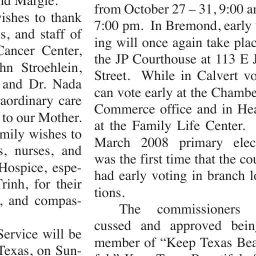 nd Margie.
wishes to thank
s, and staff of
Cancer Center,
hn Stroehlein,
and Dr. Nada
aordinary care
to our Mother.
mily wishes to
s, nurses, and
Hospice, espe-
Trinh, for their
, and compas-
Service will be
Texas, on Sun-
from October 27 – 31, 9:00 am
7:00 pm. In Bremond, early
ing will once again take plac
the JP Courthouse at 113 E J
Street. While in Calvert vo
can vote early at the Chambe
Commerce office and in Hea
at the Family Life Center.
March 2008 primary elec
was the first time that the cou
had early voting in branch lo
tions.
The commissioners
cussed and approved bein
member of “Keep Texas Bea